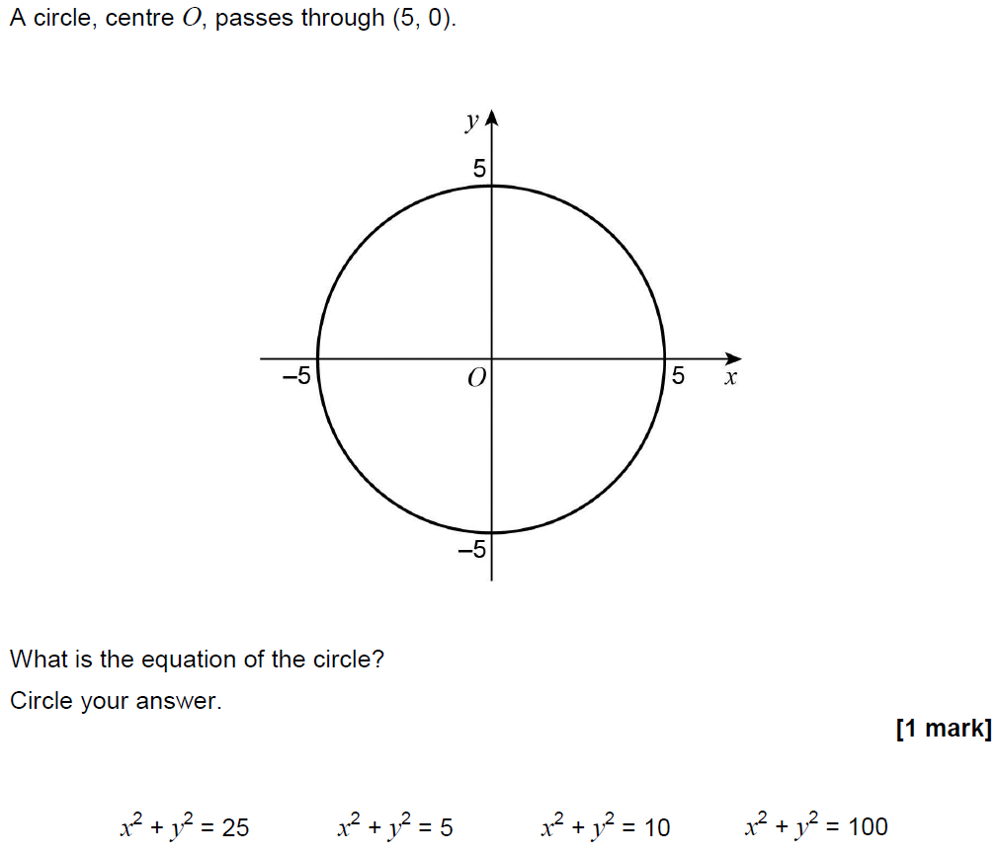 A circle, centre O, passes through (5, 0).
y
5
–5
O
5
x
–5
What is the equation of the circle?
Circle your answer.
[1 mark]
x² + y² = 25 x² + y² = 5 x² + y² = 10 x² + y² = 100